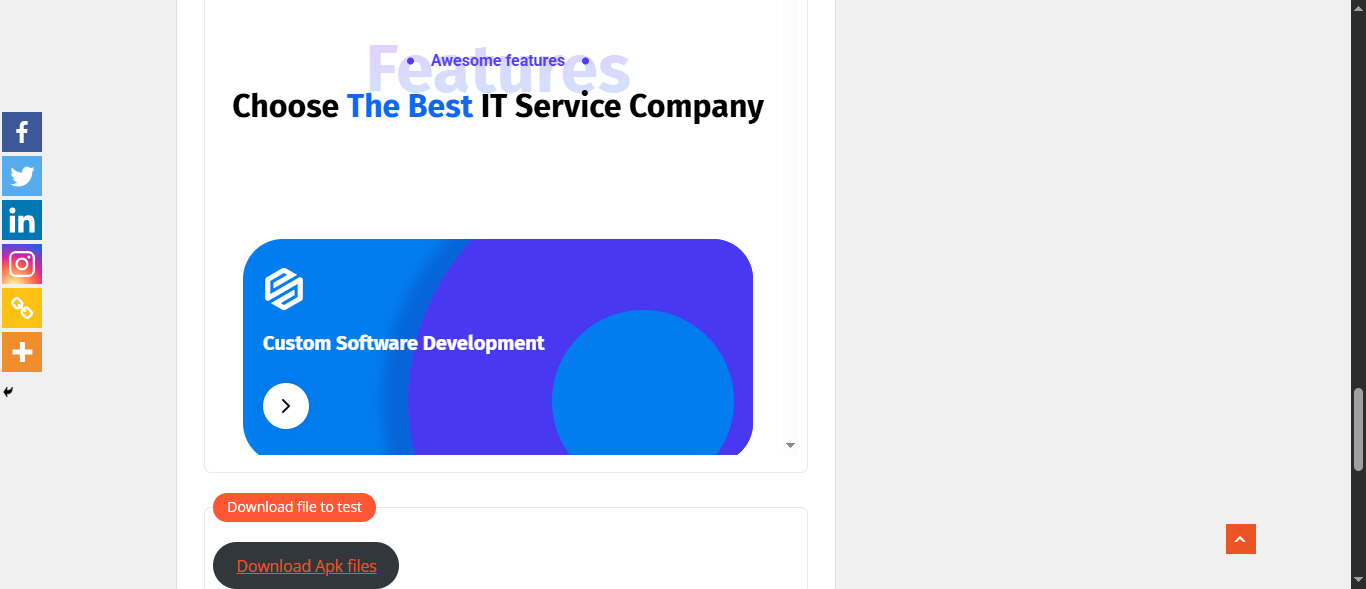 Features
Awesome features
Choose The Best IT Service Company
Custom Software Development
Download file to test
Download Apk files